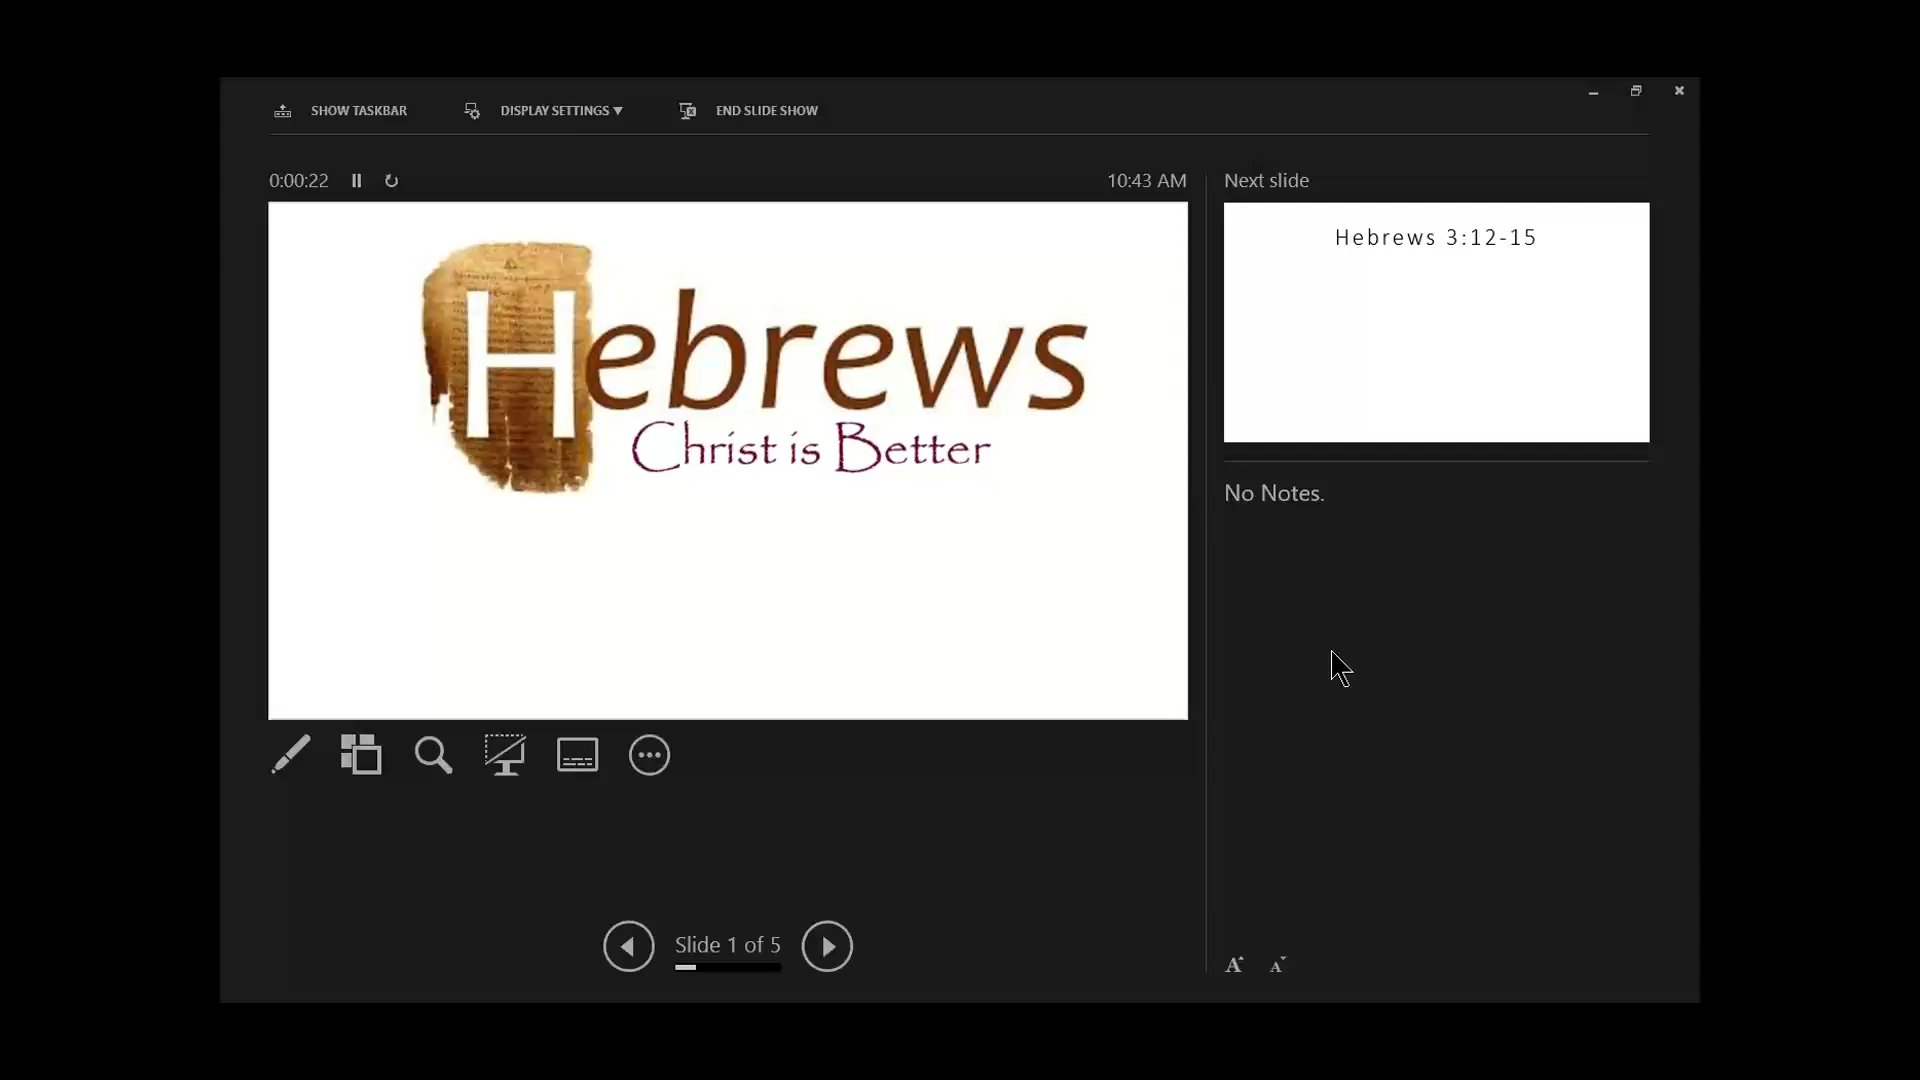 SHOW TASKBAR
DISPLAY SETTINGS ▼
END SLIDE SHOW
0:00:22
10:43 AM
Hebrews
Christ is Better
Next slide
Hebrews 3:12-15
No Notes.
Slide 1 of 5
A A